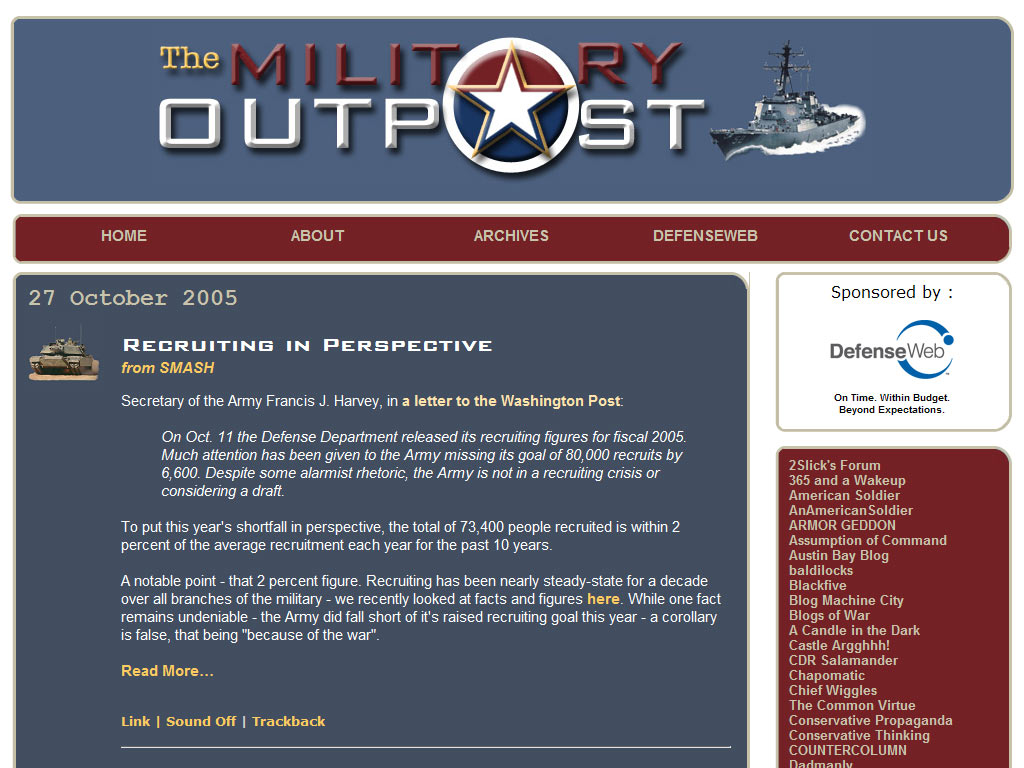 The MILITARY
OUTPOST
HOME ABOUT ARCHIVES DEFENSEWEB CONTACT US
27 October 2005
Recruiting in Perspective
from SMASH
Secretary of the Army Francis J. Harvey, in a letter to the Washington Post:
On Oct. 11 the Defense Department released its recruiting figures for fiscal 2005.
Much attention has been given to the Army missing its goal of 80,000 recruits by
6,600. Despite some alarmist rhetoric, the Army is not in a recruiting crisis or
considering a draft.
To put this year's shortfall in perspective, the total of 73,400 people recruited is within 2
percent of the average recruitment each year for the past 10 years.
A notable point - that 2 percent figure. Recruiting has been nearly steady-state for a decade
over all branches of the military - we recently looked at facts and figures here. While one fact
remains undeniable - the Army did fall short of it's raised recruiting goal this year - a corollary
is false, that being "because of the war".
Read More...
Link | Sound Off | Trackback
Sponsored by :
DefenseWeb
On Time. Within Budget.
Beyond Expectations.
2Slick's Forum
365 and a Wakeup
American Soldier
AnAmericanSoldier
ARMOR GEDDON
Assumption of Command
Austin Bay Blog
baldilocks
Blackfive
Blog Machine City
Blogs of War
A Candle in the Dark
Castle Argghhh!
CDR Salamander
Chapomatic
Chief Wiggles
The Common Virtue
Conservative Propaganda
Conservative Thinking
COUNTERCOLUMN
Dadmanly